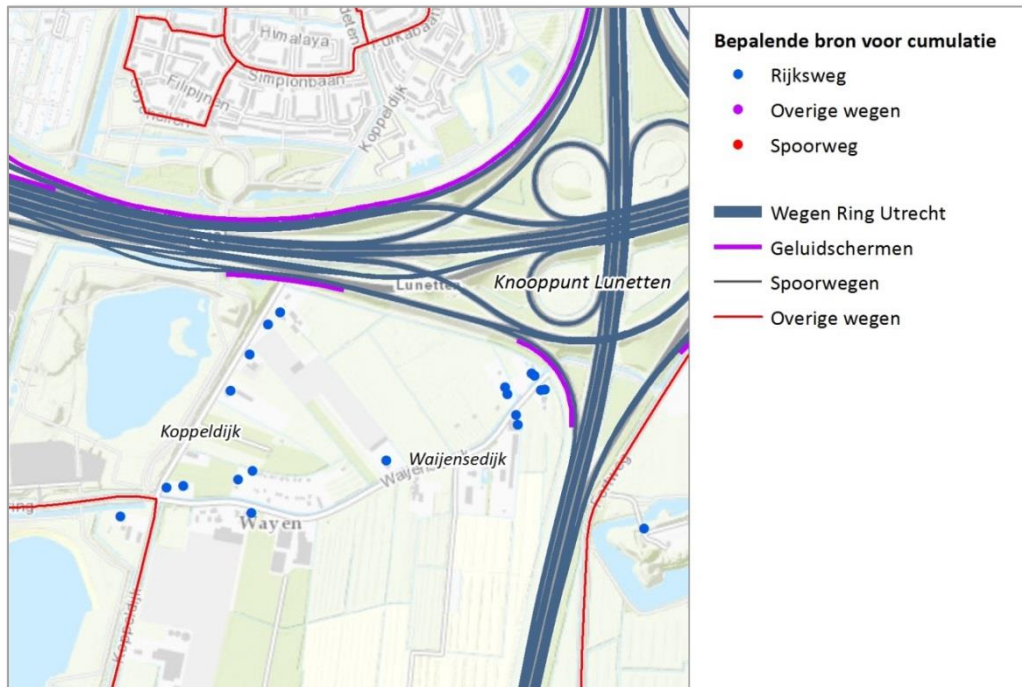 Himalaya
Simplonbaan
Filipijnen
Koppeldijk
Lunetten
Knooppunt Lunetten
Koppeldijk
Waijensedijk
Wayen
Koppeldijk
Bepalende bron voor cumulatie
Rijksweg
Overige wegen
Spoorweg
Wegen Ring Utrecht
Geluidschermen
Spoorwegen
Overige wegen